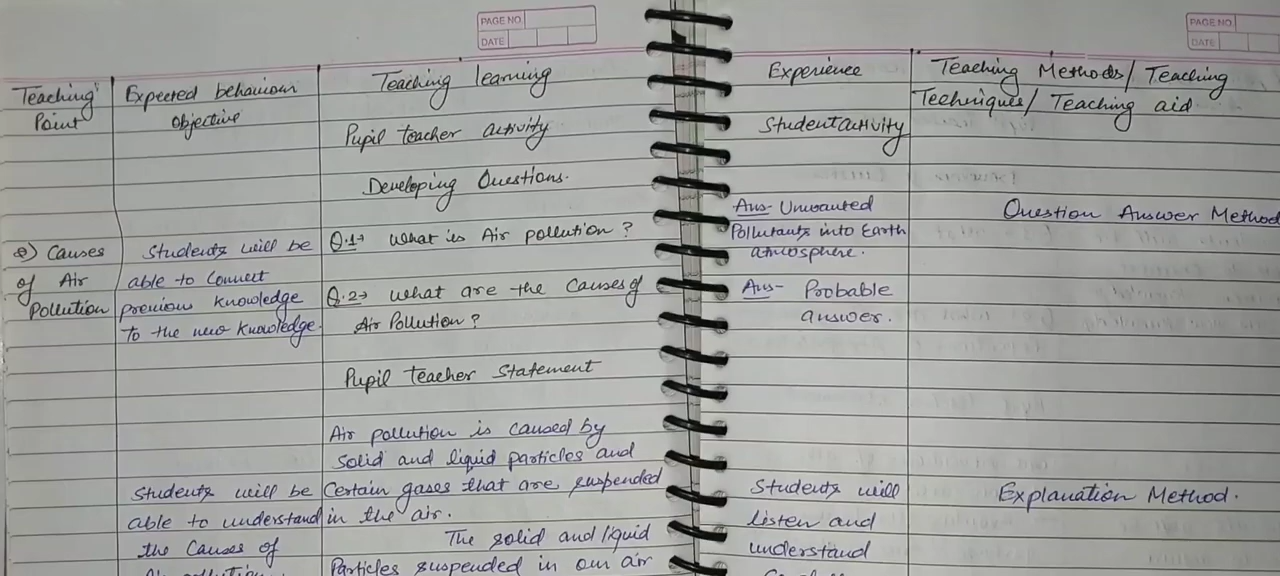 PAGE NO.
DATE
Teaching Point
Expected behaviour objective
Teaching learning
Pupil teacher activity
Developing Questions.
e) Causes
of Air
Pollution
Students will be
able to connect
previous knowledge
to the new knowledge.
Q.1→ What is Air pollution?
Q.2→ What are the causes of
Air Pollution?
Pupil teacher Statement
Air pollution is caused by
solid and liquid particles and
Certain gases that are suspended
in the air.
The solid and liquid
Particles suspended in our air
Students will be
able to understand
the Causes of
PAGE NO.
DATE
Experience
Student activity
Teaching Methods/ Teaching
Techniques/ Teaching aid
Ans- Unwanted
Pollutants into Earth
atmosphere.
Ans- Probable
answer.
Question Answer Method
Students will
listen and
understand
Explanation Method.